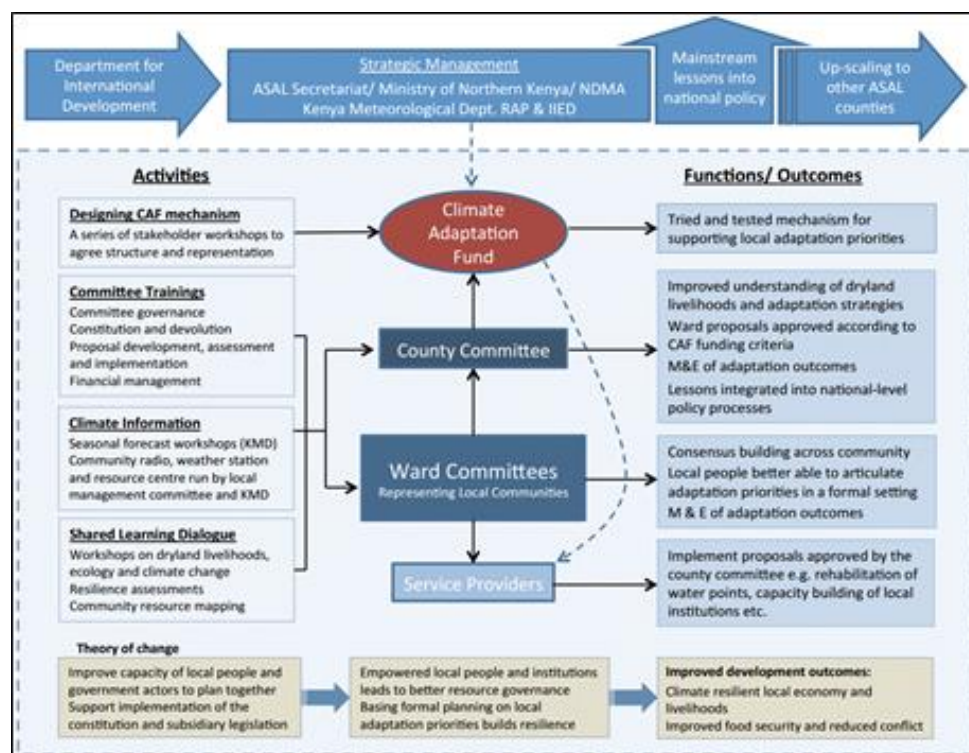 Department for
International
Development
Strategic Management
ASAL Secretariat/ Ministry of Northern Kenya/ NDMA
Kenya Meteorological Dept. RAP & IIED
Mainstream
lessons into
national policy
Up-scaling to
other ASAL
counties
Activities
Functions/ Outcomes
Designing CAF mechanism
A series of stakeholder workshops to
agree structure and representation
Climate
Adaptation
Fund
Tried and tested mechanism for
supporting local adaptation priorities
Committee Trainings
Committee governance
Constitution and devolution
Proposal development, assessment
and implementation
Financial management
County Committee
Improved understanding of dryland
livelihoods and adaptation strategies
Ward proposals approved according to
CAF funding criteria
M&E of adaptation outcomes
Lessons integrated into national-level
policy processes
Climate Information
Seasonal forecast workshops (KMD)
Community radio, weather station
and resource centre run by local
management committee and KMD
Ward Committees
Representing Local Communities
Consensus building across community
Local people better able to articulate
adaptation priorities in a formal setting
M & E of adaptation outcomes
Shared Learning Dialogue
Workshops on dryland livelihoods,
ecology and climate change
Resilience assessments
Community resource mapping
Service Providers
Implement proposals approved by the
county committee e.g. rehabilitation of
water points, capacity building of local
institutions etc.
Theory of change
Improve capacity of local people and
government actors to plan together
Support implementation of the
constitution and subsidiary legislation
Empowered local people and institutions
leads to better resource governance
Basing formal planning on local
adaptation priorities builds resilience
Improved development outcomes:
Climate resilient local economy and
livelihoods
Improved food security and reduced conflict